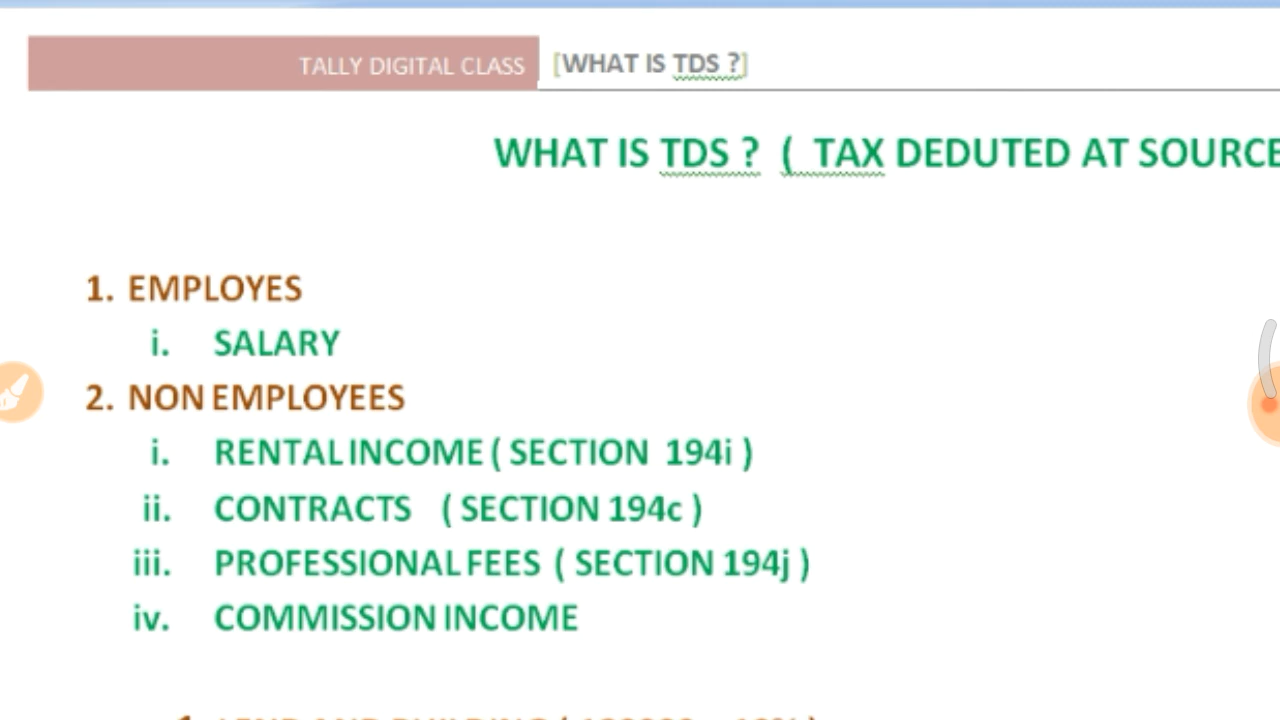 TALLY DIGITAL CLASS [WHAT IS TDS ?]
WHAT IS TDS ? ( TAX DEDUTED AT SOURCE
1. EMPLOYES
i. SALARY
2. NON EMPLOYEES
i. RENTAL INCOME ( SECTION 194i )
ii. CONTRACTS ( SECTION 194c )
iii. PROFESSIONAL FEES ( SECTION 194j )
iv. COMMISSION INCOME